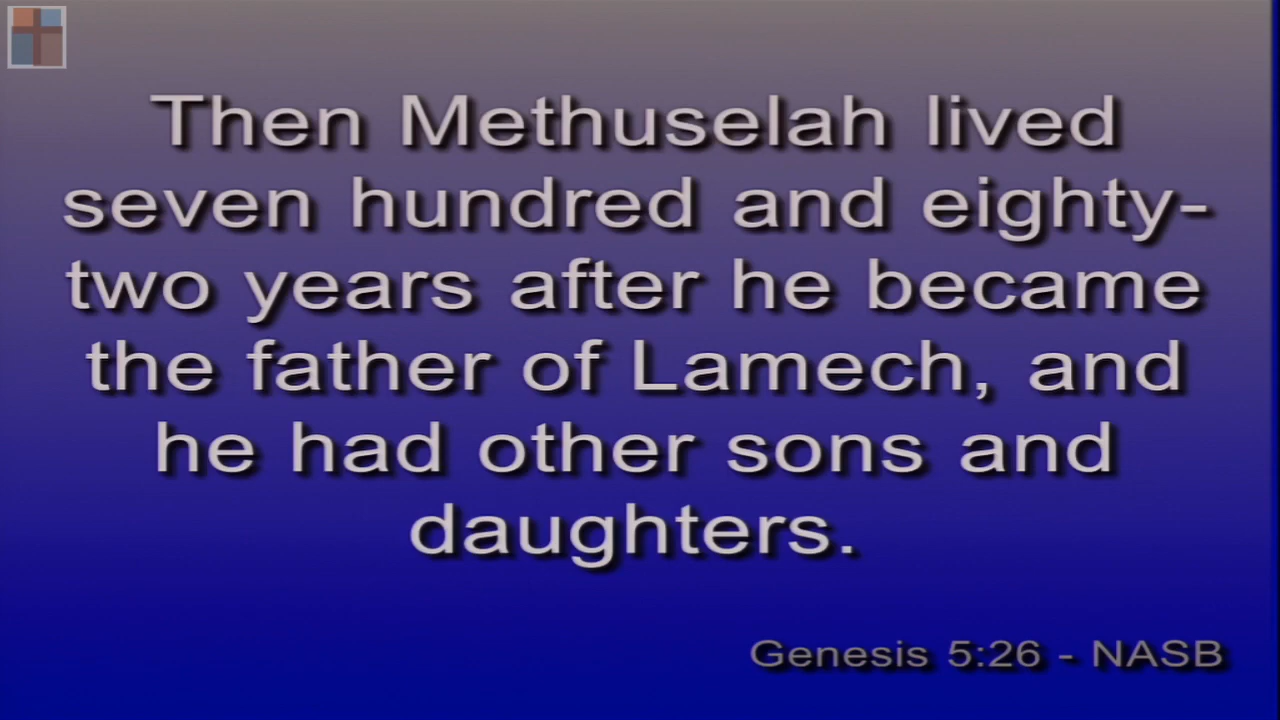 Then Methuselah lived
seven hundred and eighty-
two years after he became
the father of Lamech, and
he had other sons and
daughters.
Genesis 5:26 - NASB